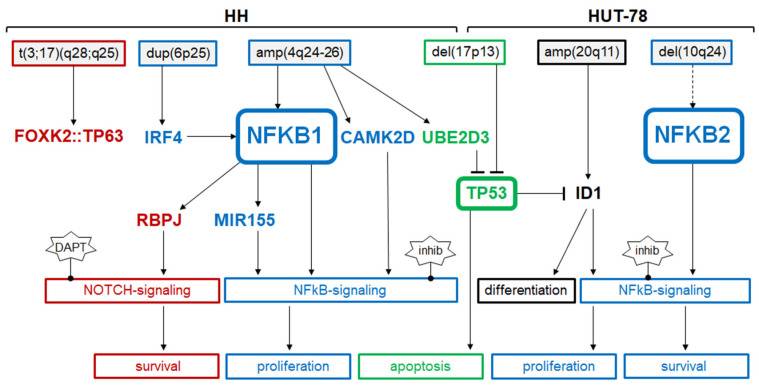 HH HUT-78
t(3;17)(q28;q25) dup(6p25) amp(4q24-26) del(17p13) amp(20q11) del(10q24)
FOXK2::TP63 IRF4 NFKB1 CAMK2D UBE2D3 NFKB2
TP53 ID1
RBPJ MIR155
DAPT inhib inhib
NOTCH-signaling NFkB-signaling differentiation NFkB-signaling
survival proliferation apoptosis proliferation survival